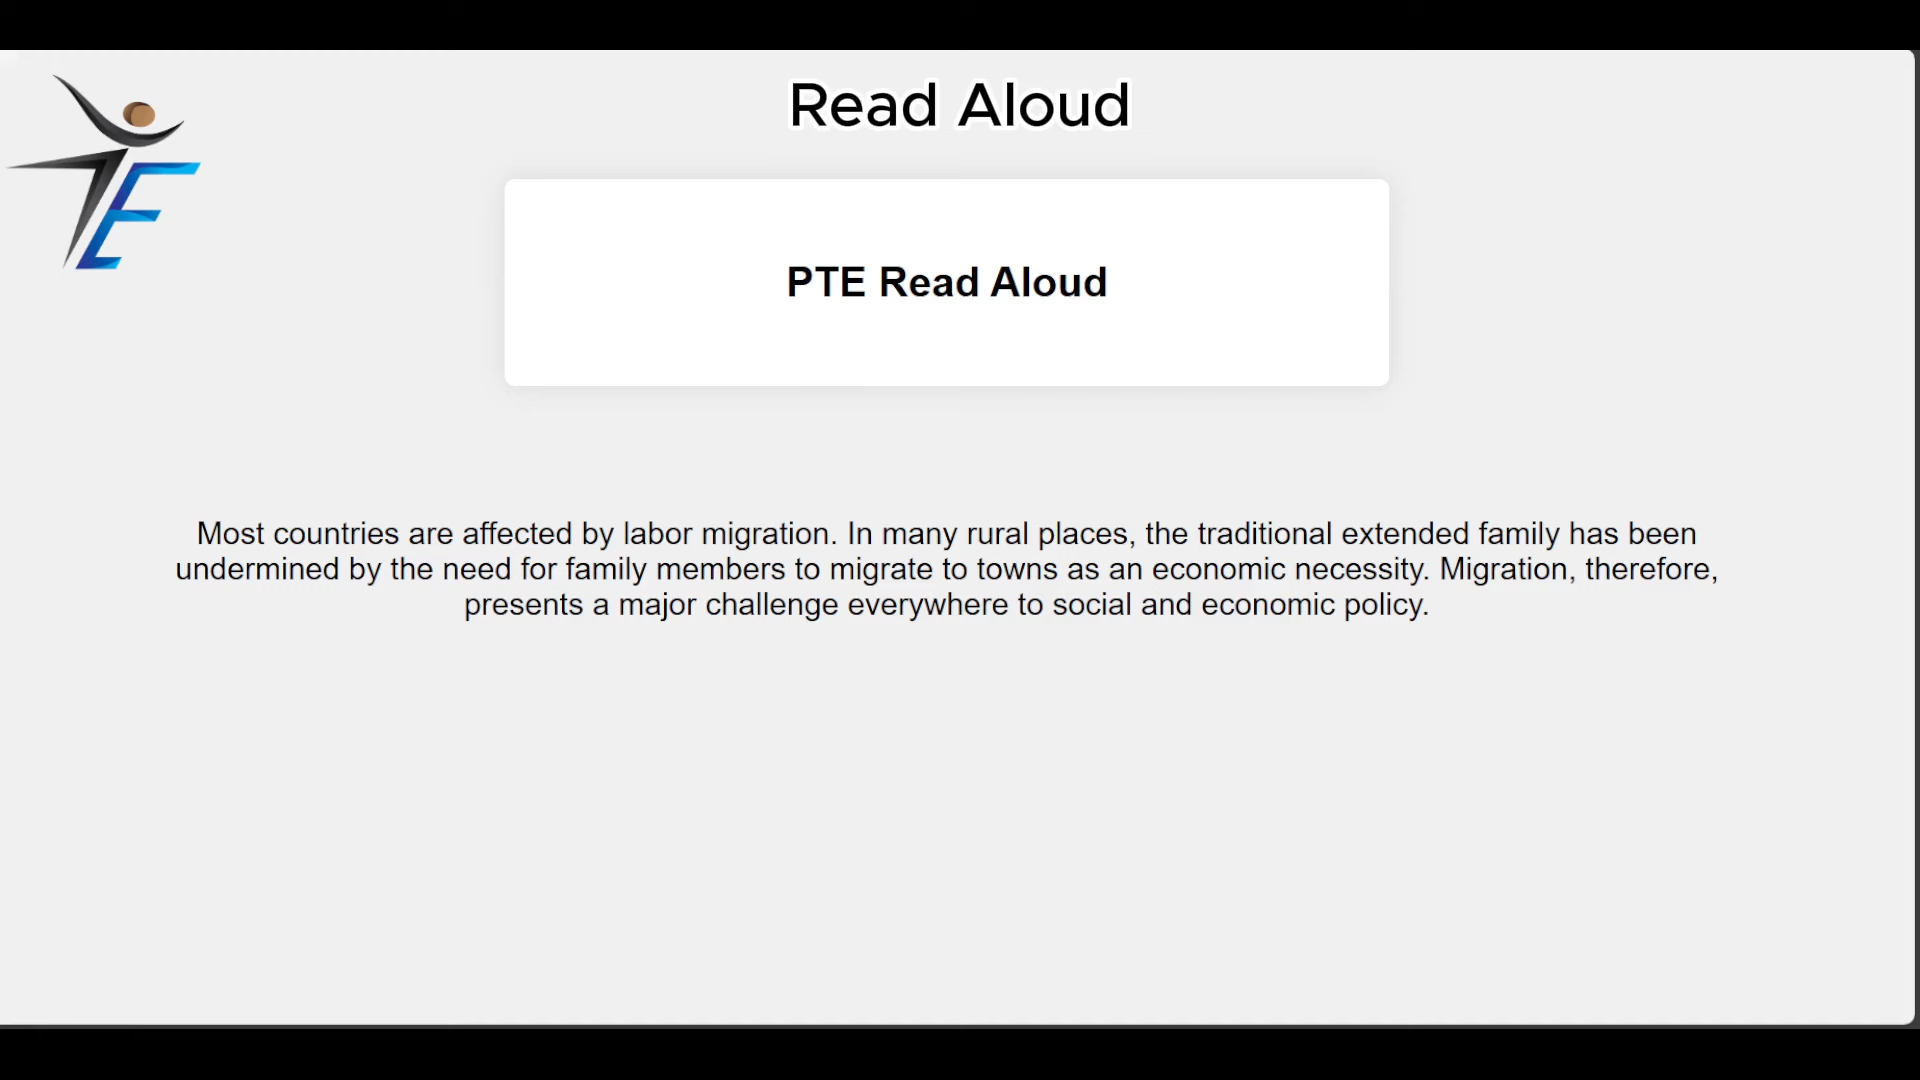 Read Aloud
PTE Read Aloud
Most countries are affected by labor migration. In many rural places, the traditional extended family has been
undermined by the need for family members to migrate to towns as an economic necessity. Migration, therefore,
presents a major challenge everywhere to social and economic policy.